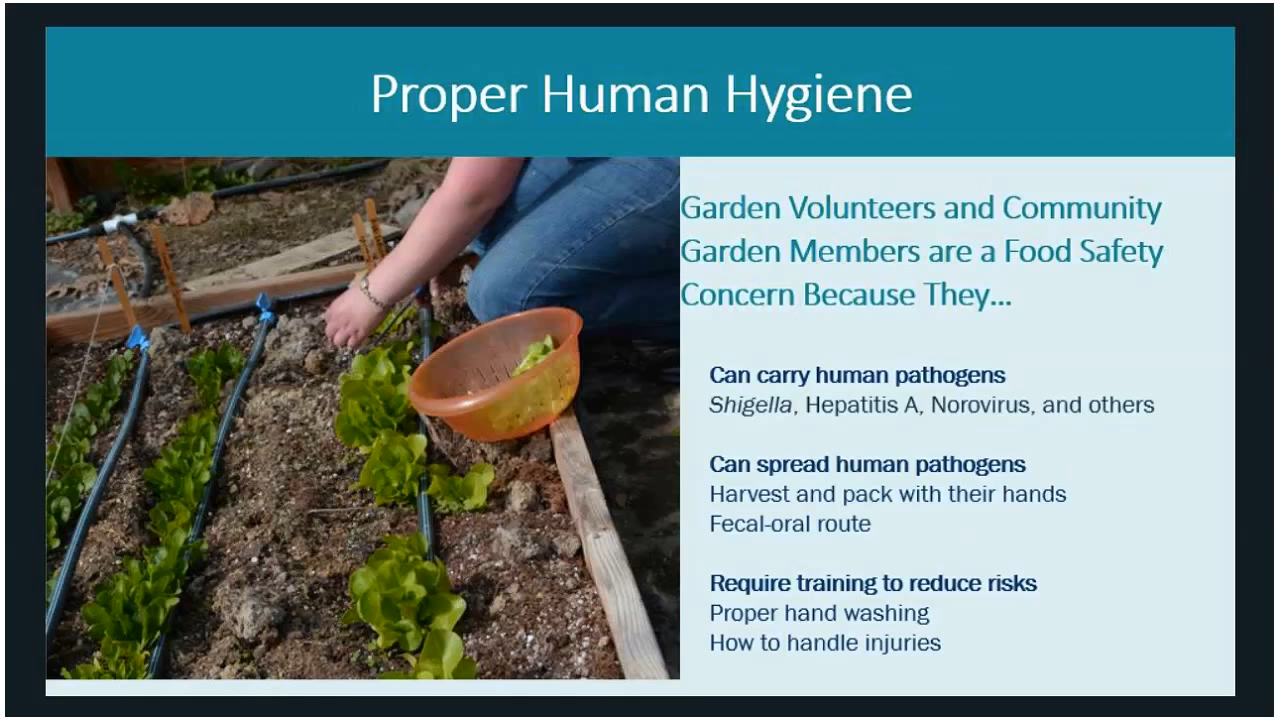 Proper Human Hygiene
Garden Volunteers and Community
Garden Members are a Food Safety
Concern Because They...
Can carry human pathogens
Shigella, Hepatitis A, Norovirus, and others
Can spread human pathogens
Harvest and pack with their hands
Fecal-oral route
Require training to reduce risks
Proper hand washing
How to handle injuries